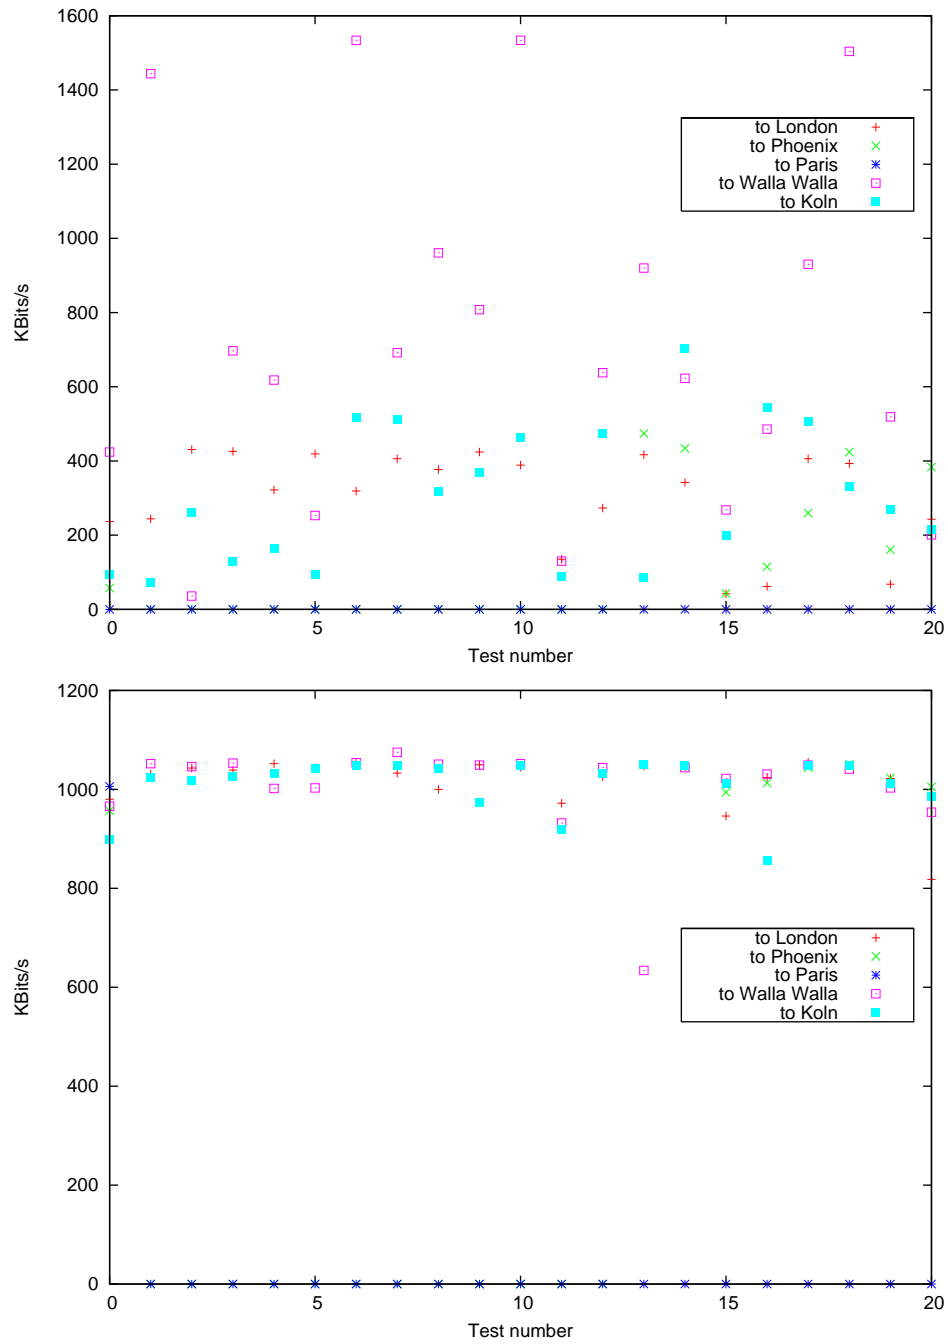 1600
1400
1200
1000
800
600
400
200
0
KBits/s
to London
to Phoenix
to Paris
to Walla Walla
to Koln
0 5 10 15 20
Test number
1200
1000
800
600
400
200
0
KBits/s
to London
to Phoenix
to Paris
to Walla Walla
to Koln
0 5 10 15 20
Test number